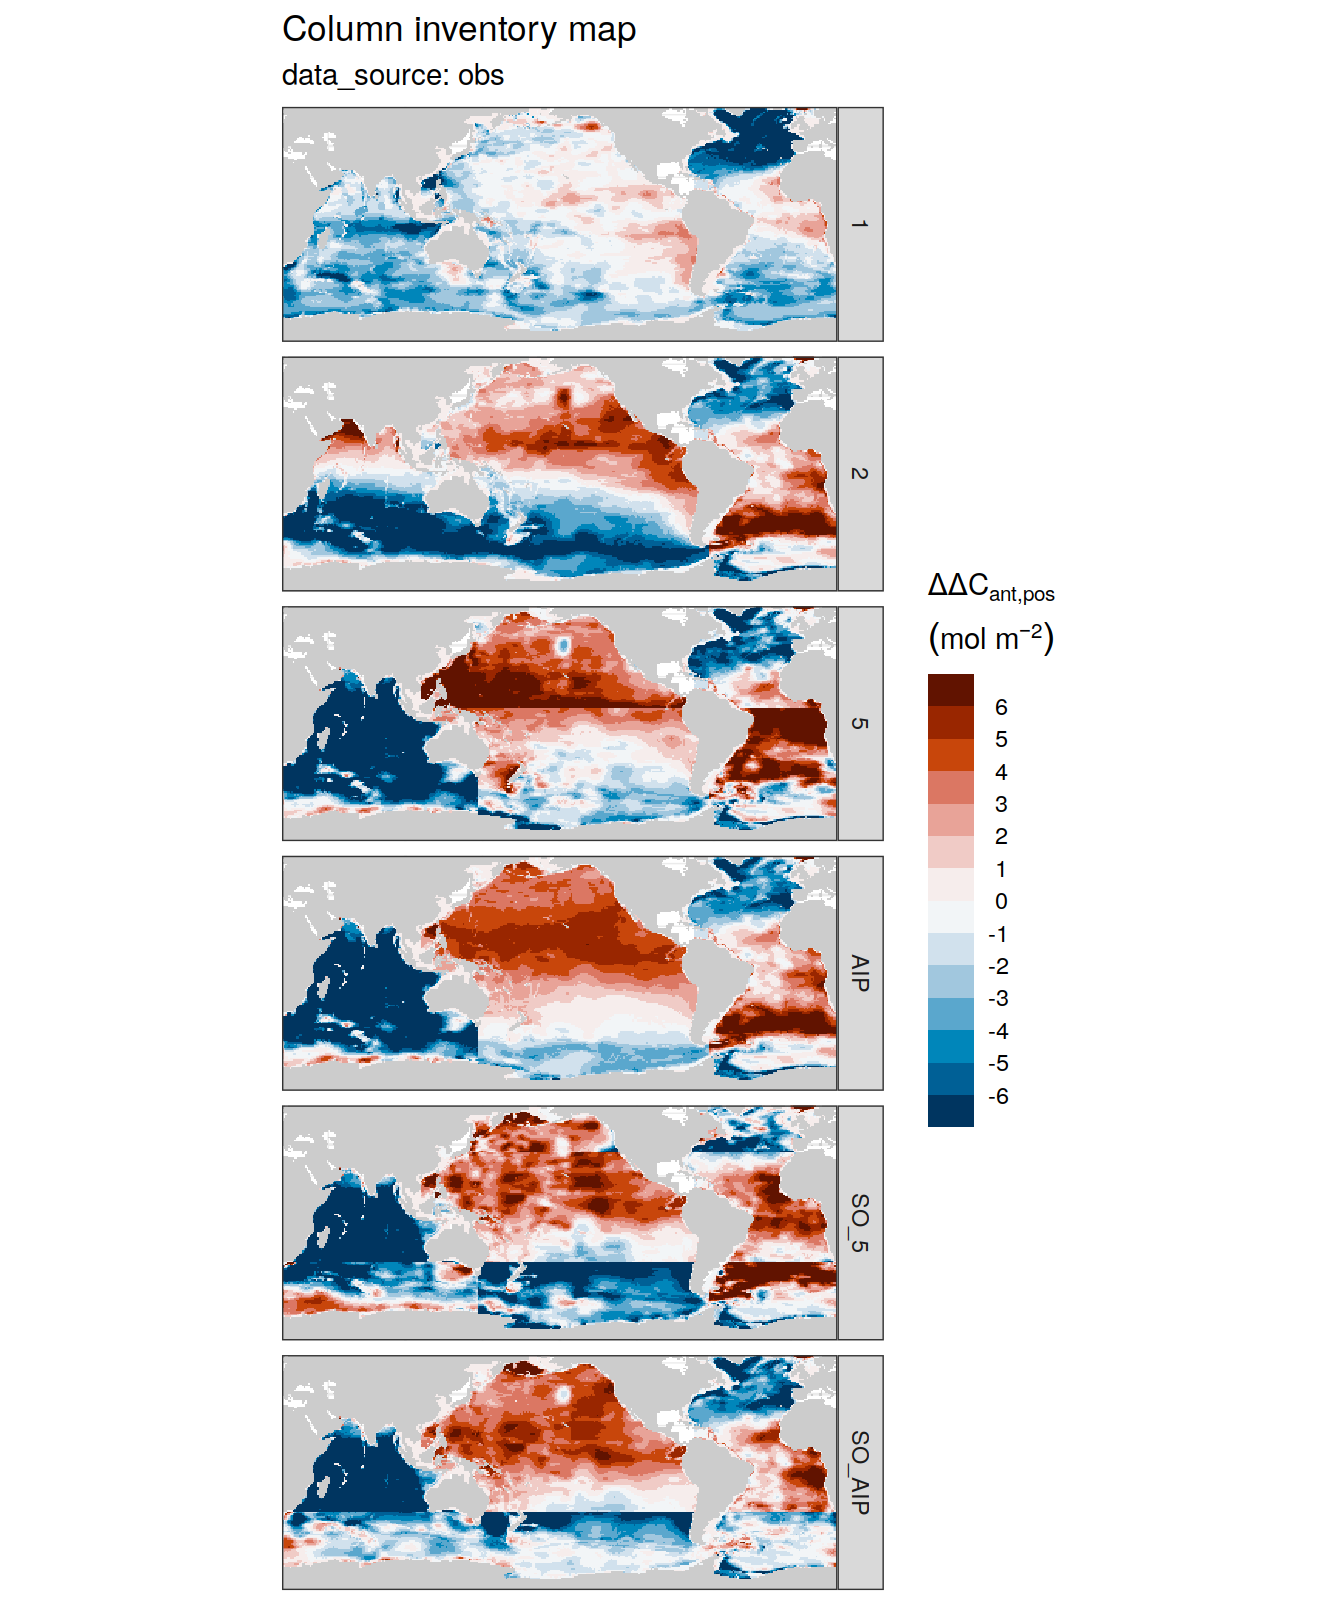 Column inventory map
data_source: obs
1
2
5
AIP
SO_5
SO_AIP
ΔΔCant,pos
(mol m−2)
6
5
4
3
2
1
0
-1
-2
-3
-4
-5
-6